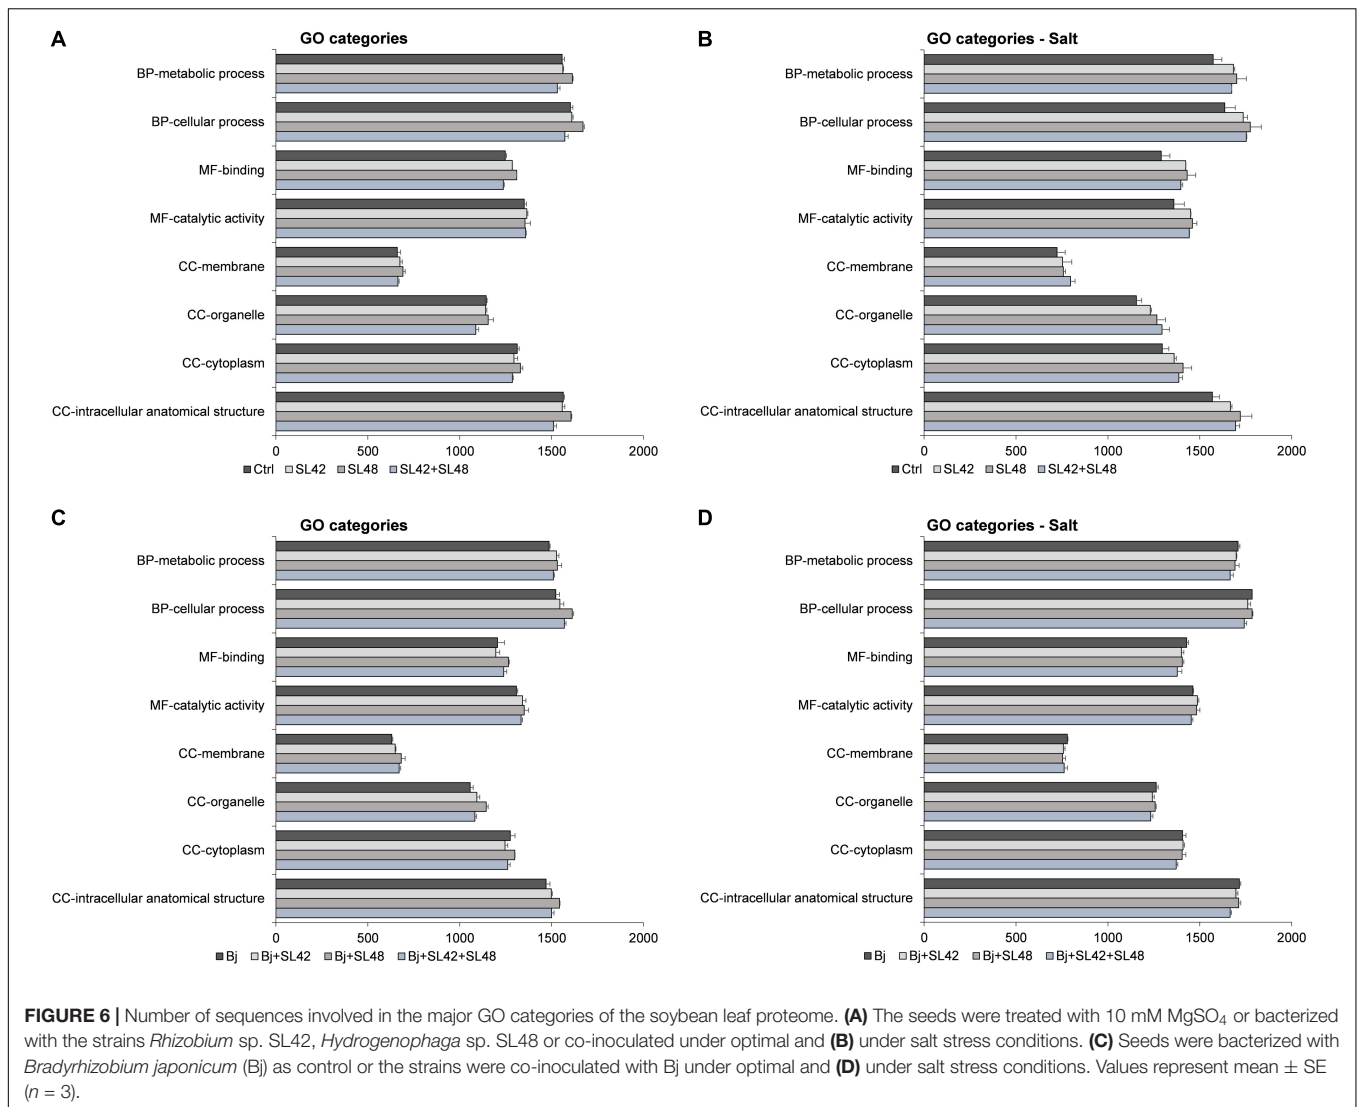 A
GO categories
BP-metabolic process
BP-cellular process
MF-binding
MF-catalytic activity
CC-membrane
CC-organelle
CC-cytoplasm
CC-intracellular anatomical structure
0 500 1000 1500 2000
Ctrl SL42 SL48 SL42+SL48
B
GO categories - Salt
BP-metabolic process
BP-cellular process
MF-binding
MF-catalytic activity
CC-membrane
CC-organelle
CC-cytoplasm
CC-intracellular anatomical structure
0 500 1000 1500 2000
Ctrl SL42 SL48 SL42+SL48
C
GO categories
BP-metabolic process
BP-cellular process
MF-binding
MF-catalytic activity
CC-membrane
CC-organelle
CC-cytoplasm
CC-intracellular anatomical structure
0 500 1000 1500 2000
Bj Bj+SL42 Bj+SL48 Bj+SL42+SL48
D
GO categories - Salt
BP-metabolic process
BP-cellular process
MF-binding
MF-catalytic activity
CC-membrane
CC-organelle
CC-cytoplasm
CC-intracellular anatomical structure
0 500 1000 1500 2000
Bj Bj+SL42 Bj+SL48 Bj+SL42+SL48
FIGURE 6 | Number of sequences involved in the major GO categories of the soybean leaf proteome. (A) The seeds were treated with 10 mM MgSO₄ or bacterized
with the strains Rhizobium sp. SL42, Hydrogenophaga sp. SL48 or co-inoculated under optimal and (B) under salt stress conditions. (C) Seeds were bacterized with
Bradyrhizobium japonicum (Bj) as control or the strains were co-inoculated with Bj under optimal and (D) under salt stress conditions. Values represent mean ± SE
(n = 3).